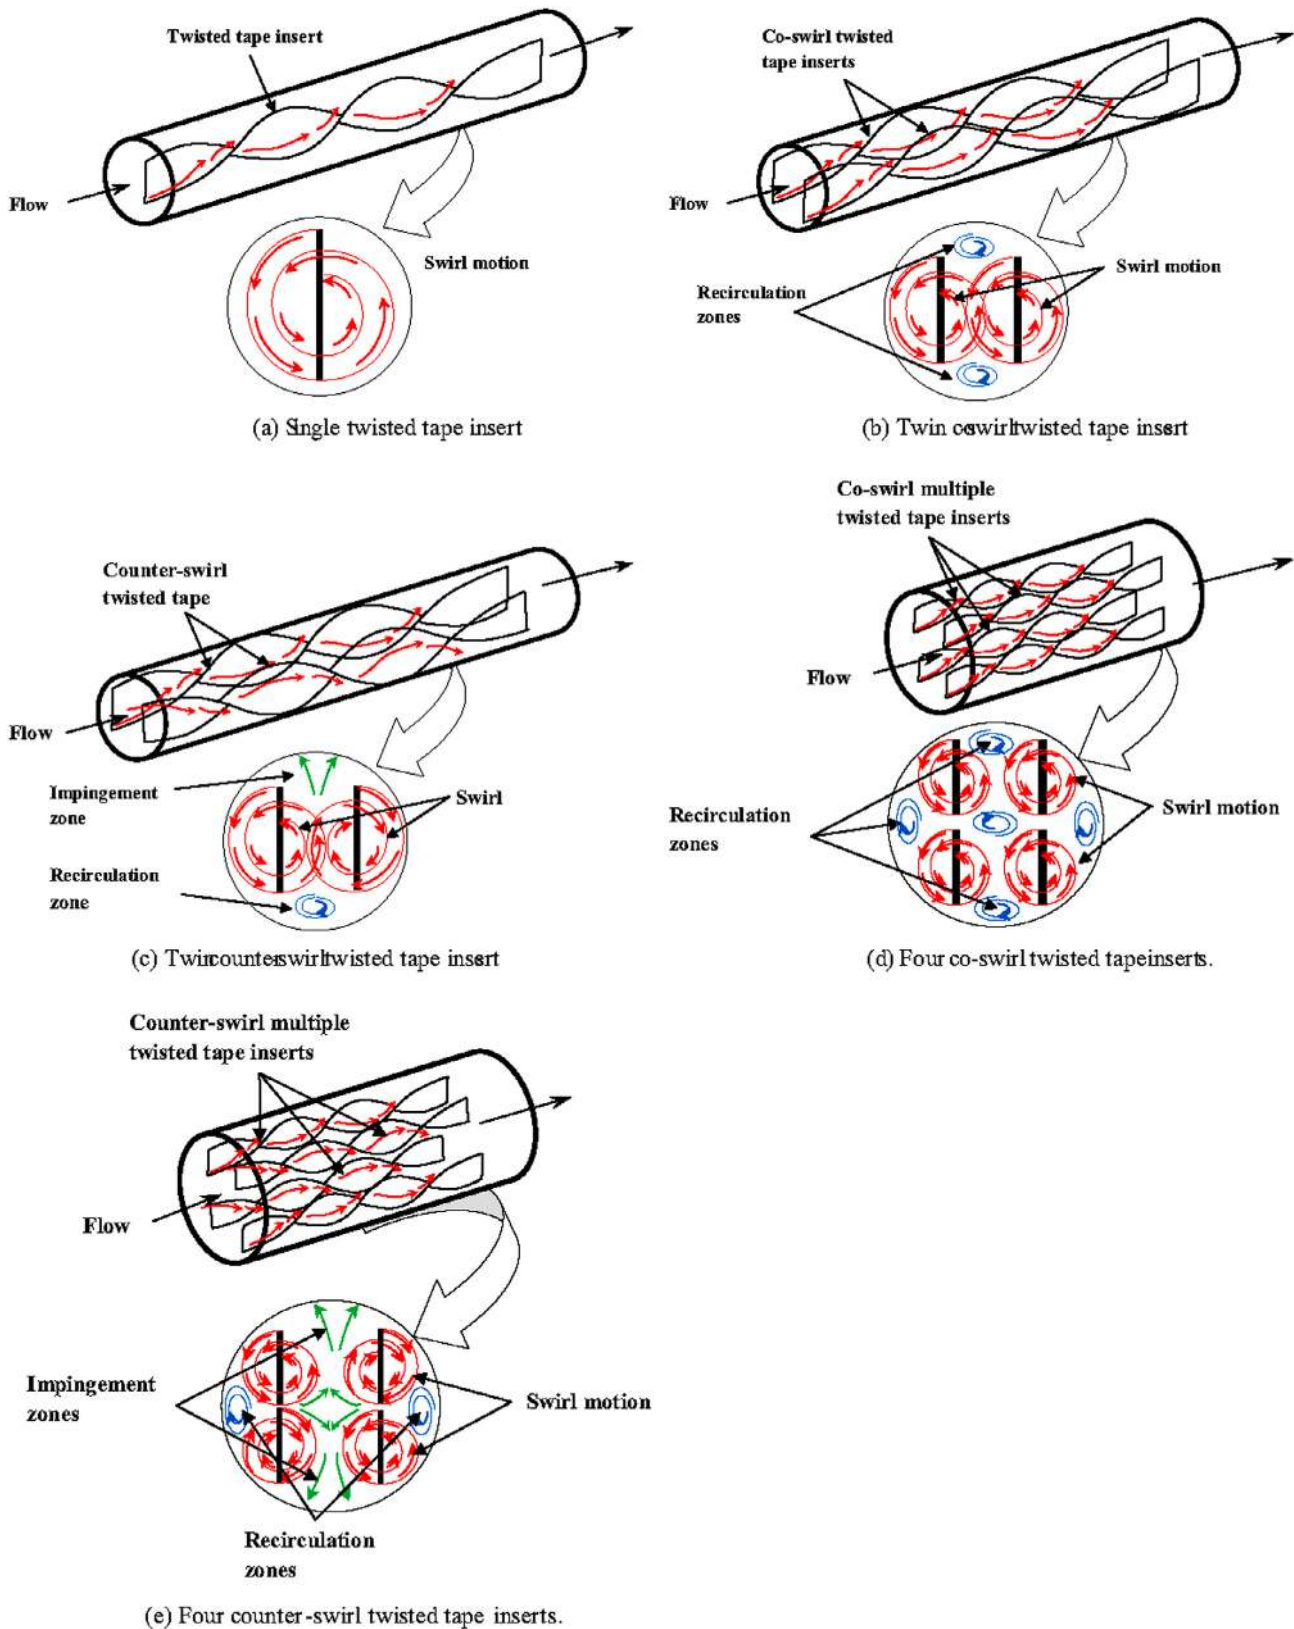 Twisted tape insert
Flow
Swirl motion
(a) Single twisted tape insert
Co-swirl twisted
tape inserts
Flow
Recirculation
zones
Swirl motion
(b) Twin coswirltwisted tape insert
Counter-swirl
twisted tape
Flow
Impingement
zone
Swirl
Recirculation
zone
(c) Twincounterswirltwisted tape insert
Co-swirl multiple
twisted tape inserts
Flow
Recirculation
zones
Swirl motion
(d) Four co-swirl twisted tapeinserts.
Counter-swirl multiple
twisted tape inserts
Flow
Impingement
zones
Swirl motion
Recirculation
zones
(e) Four counter-swirl twisted tape inserts.